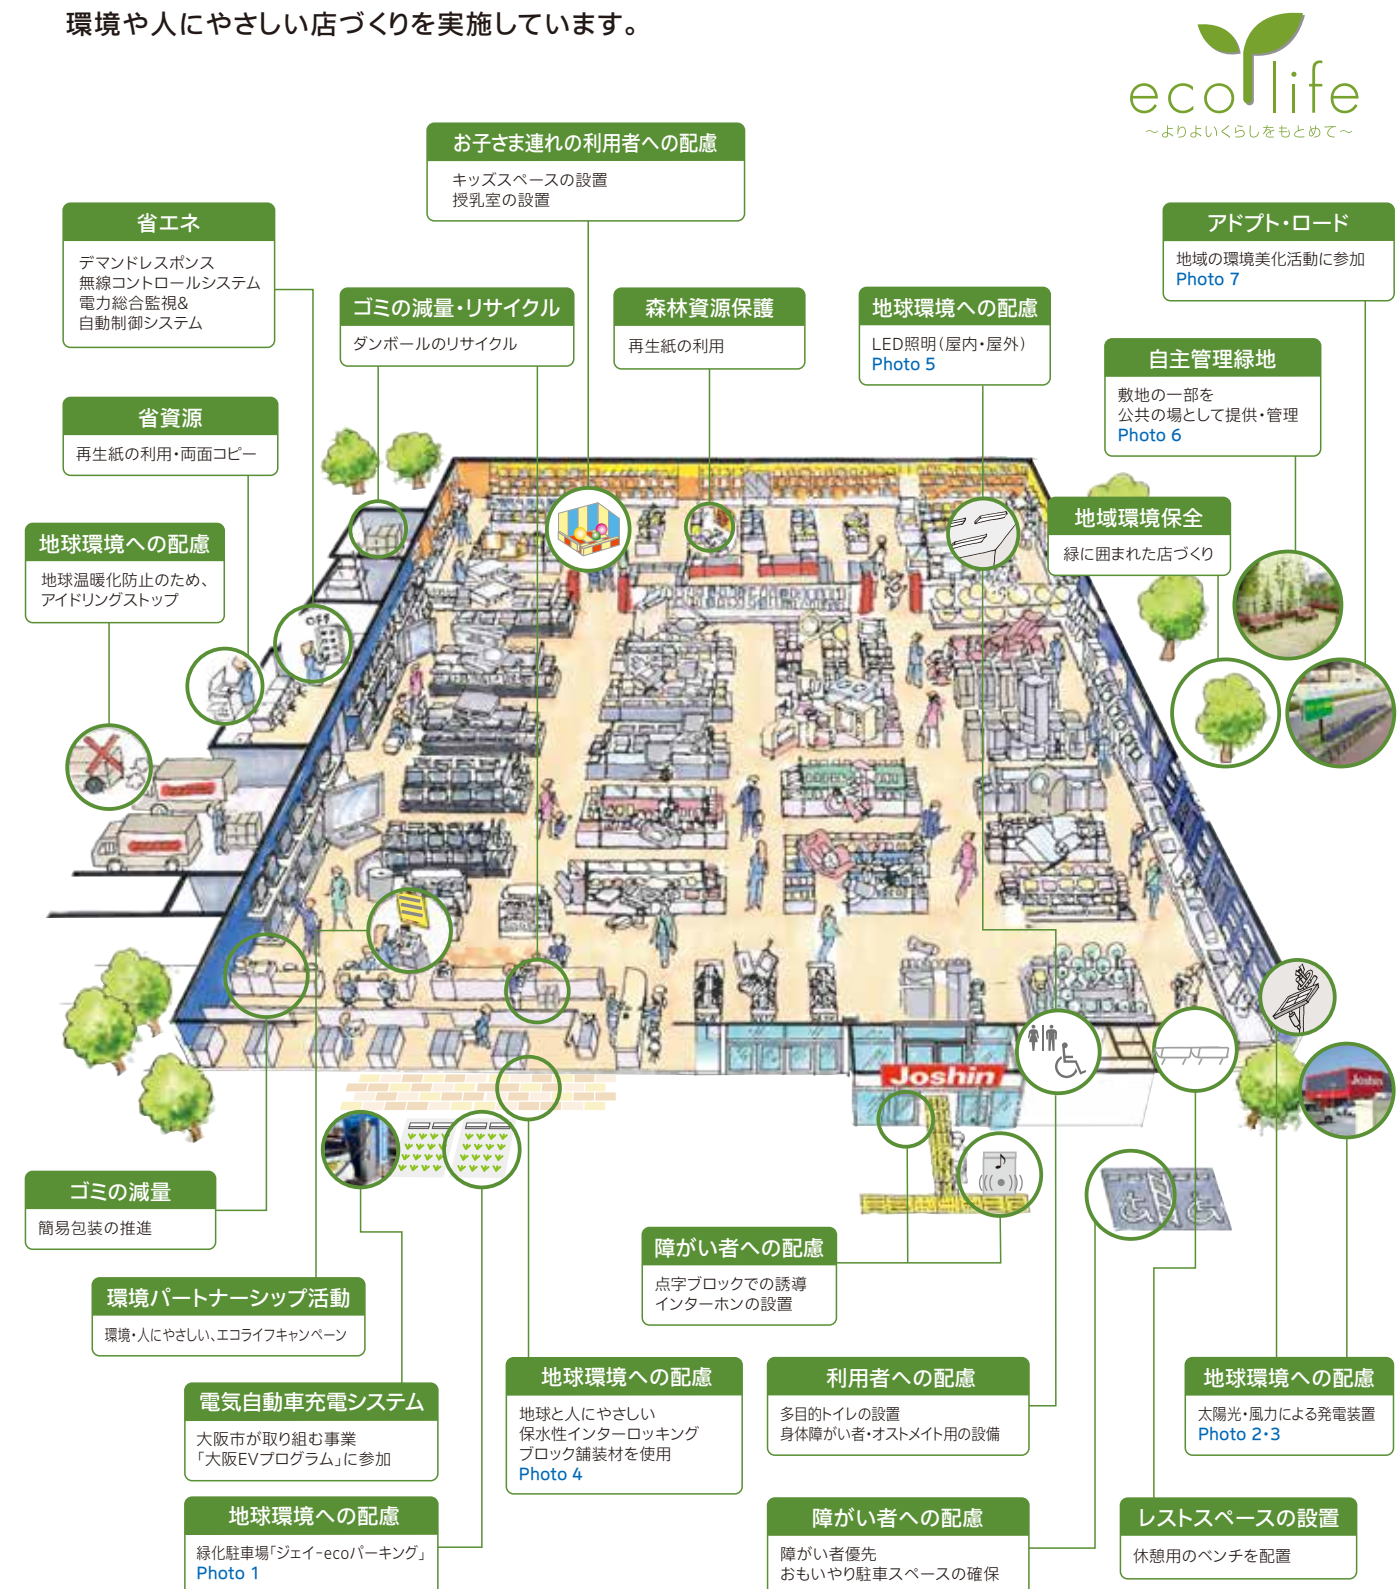 環境や人にやさしい店づくりを実施しています。
eco life
～よりよいくらしをもとめて～
お子さま連れの利用者への配慮
キッズスペースの設置
授乳室の設置
省エネ
デマンドレスポンス
無線コントロールシステム
電力総合監視&
自動制御システム
アドプト・ロード
地域の環境美化活動に参加
Photo 7
ゴミの減量・リサイクル
ダンボールのリサイクル
森林資源保護
再生紙の利用
地球環境への配慮
LED照明(屋内・屋外)
Photo 5
自主管理緑地
敷地の一部を
公共の場として提供・管理
Photo 6
省資源
再生紙の利用・両面コピー
地域環境保全
緑に囲まれた店づくり
地球環境への配慮
地球温暖化防止のため、
アイドリングストップ
OFF
Joshin
Joshin
ゴミの減量
簡易包装の推進
障がい者への配慮
点字ブロックでの誘導
インターホンの設置
環境パートナーシップ活動
環境・人にやさしい、エコライフキャンペーン
地球環境への配慮
地球と人にやさしい
保水性インターロッキング
ブロック舗装材を使用
Photo 4
利用者への配慮
多目的トイレの設置
身体障がい者・オストメイト用の設備
地球環境への配慮
太陽光・風力による発電装置
Photo 2・3
電気自動車充電システム
大阪市が取り組む事業
「大阪EVプログラム」に参加
地球環境への配慮
緑化駐車場「ジェイ-ecoパーキング」
Photo 1
障がい者への配慮
障がい者優先
おもいやり駐車スペースの確保
レストスペースの設置
休憩用のベンチを配置